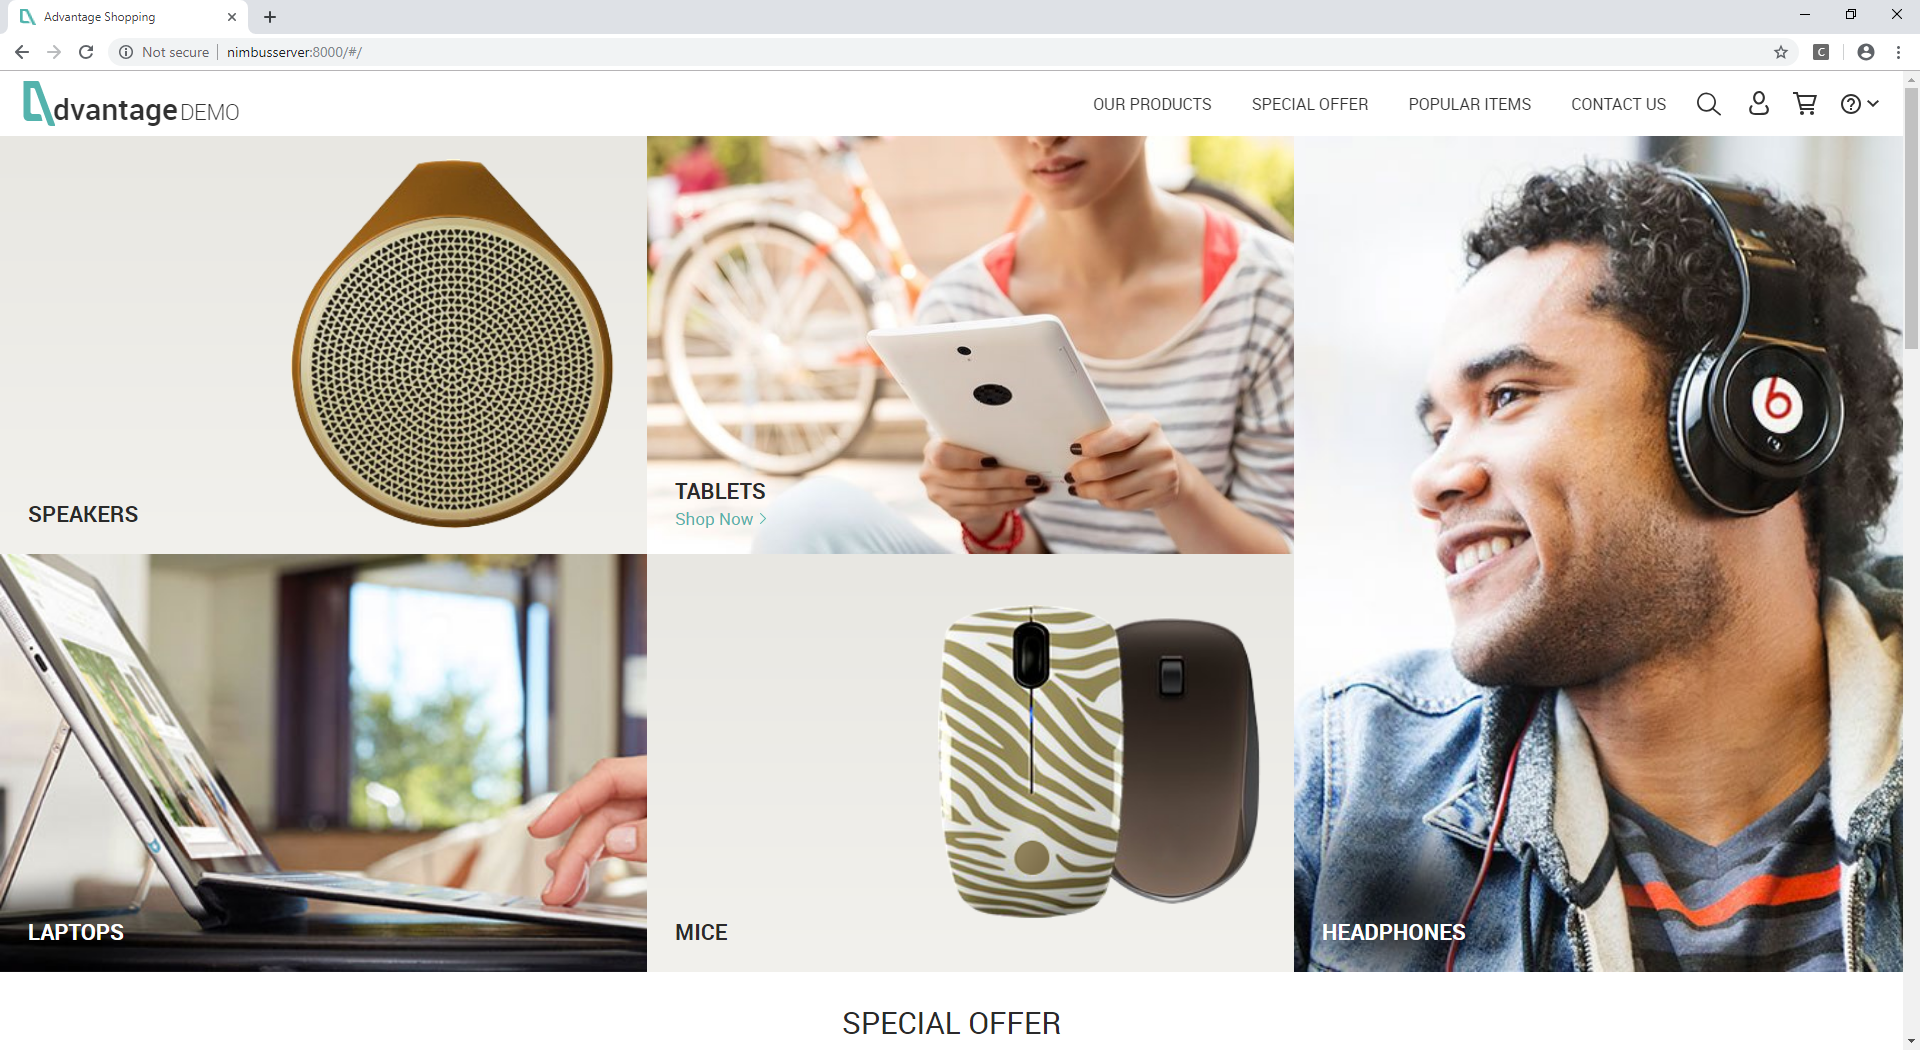 Advantage Shopping
Not secure
nimbusserver:8000/#/
C
dvantage DEMO
OUR PRODUCTS
SPECIAL OFFER
POPULAR ITEMS
CONTACT US
SPEAKERS
TABLETS
Shop Now
b
LAPTOPS
MICE
HEADPHONES
SPECIAL OFFER